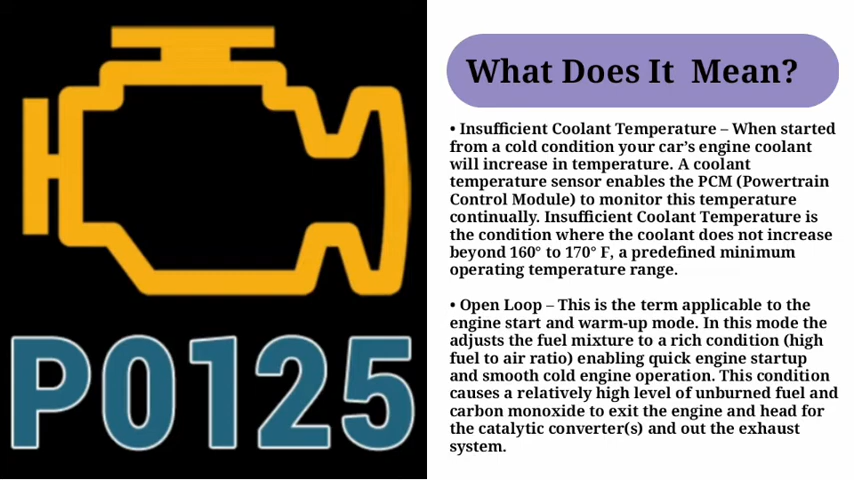 P0125
What Does It  Mean?
• Insufficient Coolant Temperature – When started
from a cold condition your car’s engine coolant
will increase in temperature. A coolant
temperature sensor enables the PCM (Powertrain
Control Module) to monitor this temperature
continually. Insufficient Coolant Temperature is
the condition where the coolant does not increase
beyond 160° to 170° F, a predefined minimum
operating temperature range.
• Open Loop – This is the term applicable to the
engine start and warm-up mode. In this mode the
adjusts the fuel mixture to a rich condition (high
fuel to air ratio) enabling quick engine startup
and smooth cold engine operation. This condition
causes a relatively high level of unburned fuel and
carbon monoxide to exit the engine and head for
the catalytic converter(s) and out the exhaust
system.